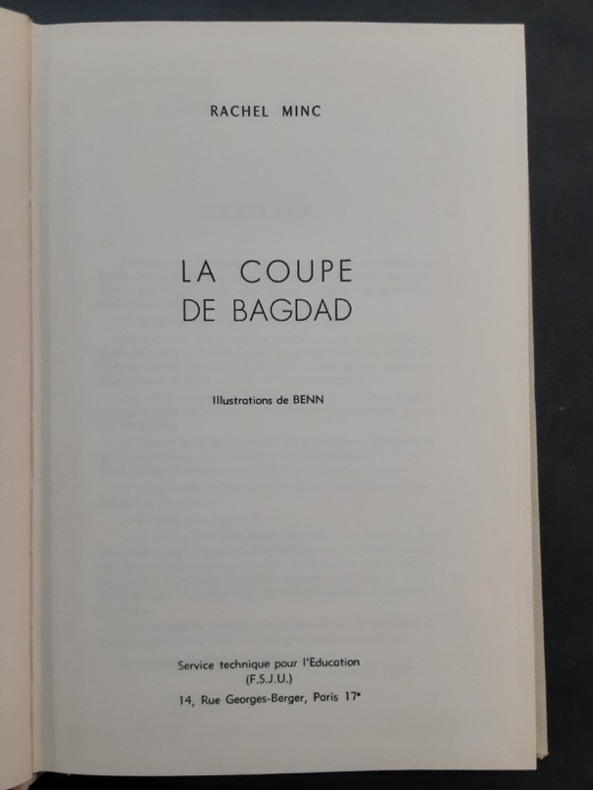 RACHEL MINC
LA COUPE
DE BAGDAD
Illustrations de BENN
Service technique pour l'Education
(F.S.J.U.)
14, Rue Georges-Berger, Paris 17e